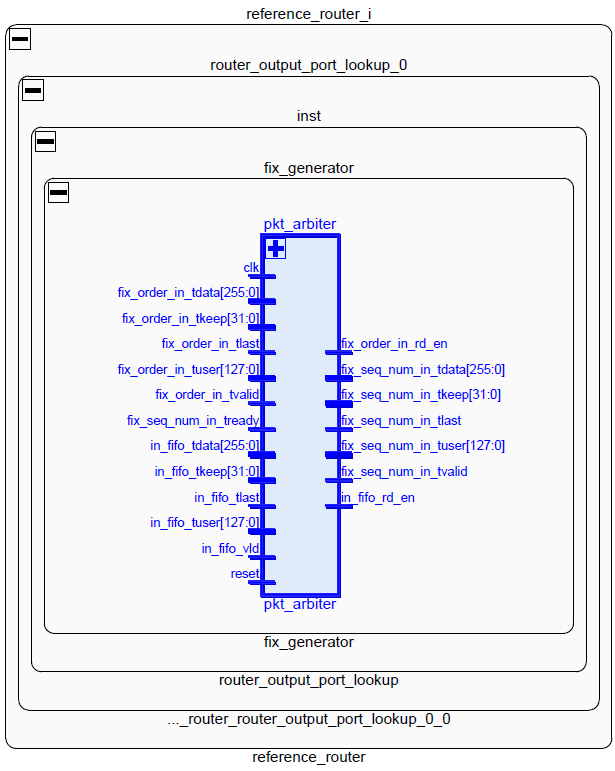 reference_router_i
router_output_port_lookup_0
inst
fix_generator
pkt_arbiter
clk
fix_order_in_tdata[255:0]
fix_order_in_tkeep[31:0]
fix_order_in_tlast
fix_order_in_tuser[127:0]
fix_order_in_tvalid
fix_seq_num_in_tready
in_fifo_tdata[255:0]
in_fifo_tkeep[31:0]
in_fifo_tlast
in_fifo_tuser[127:0]
in_fifo_vld
reset
fix_order_in_rd_en
fix_seq_num_in_tdata[255:0]
fix_seq_num_in_tkeep[31:0]
fix_seq_num_in_tlast
fix_seq_num_in_tuser[127:0]
fix_seq_num_in_tvalid
in_fifo_rd_en
pkt_arbiter
fix_generator
router_output_port_lookup
..._router_router_output_port_lookup_0_0
reference_router